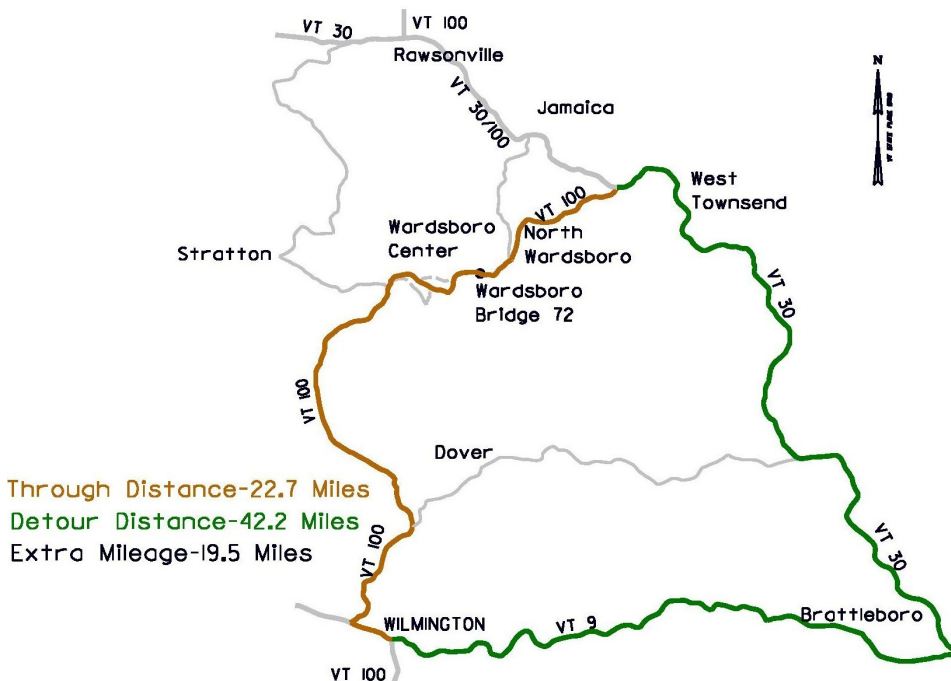 VT 30
VT 100
Rawsonville
VT 30/100
Jamaica
N
West
Townsend
VT 100
North
Wardsboro
Wardsboro
Center
Stratton
Wardsboro
Bridge 72
VT 30
VT 100
Dover
Through Distance-22.7 Miles
Detour Distance-42.2 Miles
Extra Mileage-19.5 Miles
VT 100
VT 30
Brattleboro
WILMINGTON
VT 9
VT 100